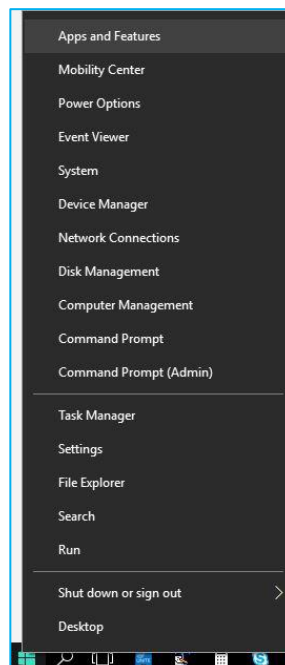 Apps and Features
Mobility Center
Power Options
Event Viewer
System
Device Manager
Network Connections
Disk Management
Computer Management
Command Prompt
Command Prompt (Admin)
Task Manager
Settings
File Explorer
Search
Run
Shut down or sign out
Desktop